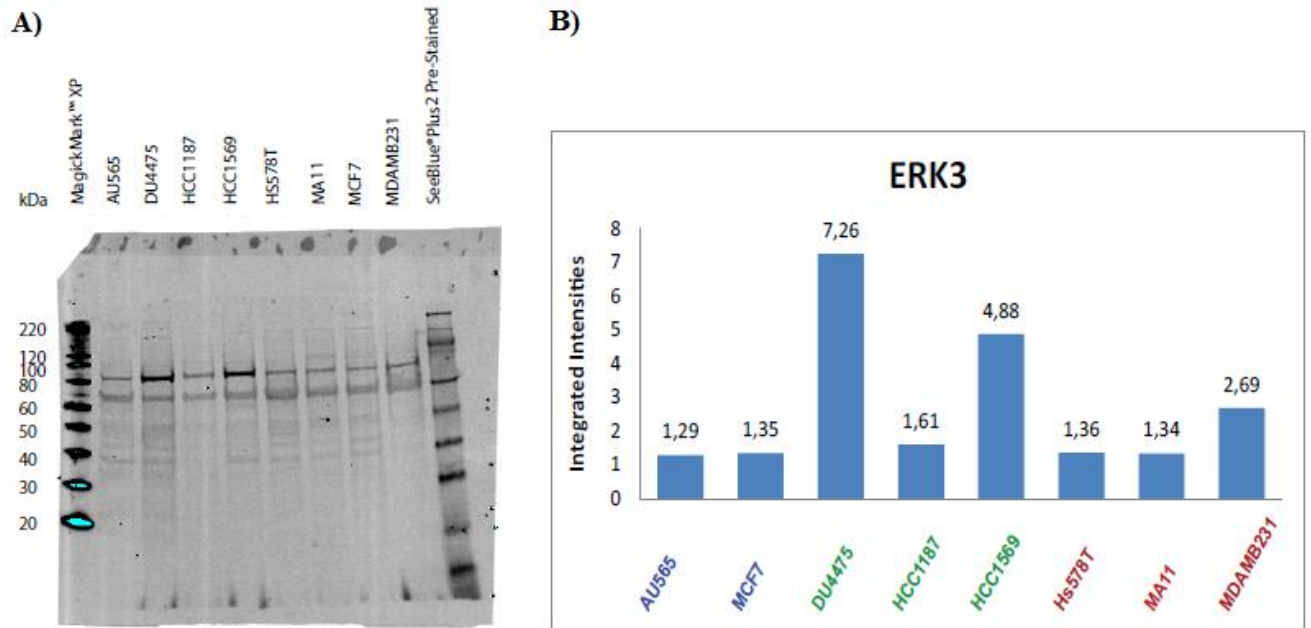 A)
MagickMark™ XP
AU565
DU4475
HCC1187
HCC1569
HS578T
MA11
MCF7
MDAMB231
SeeBlue®Plus2 Pre-Stained
kDa
220
120
100
80
60
50
40
30
20
B)
ERK3
Integrated Intensities
8
7
6
5
4
3
2
1
0
1,29
1,35
7,26
1,61
4,88
1,36
1,34
2,69
AU565
MCF7
DU4475
HCC1187
HCC1569
Hs578T
MA11
MDAMB231